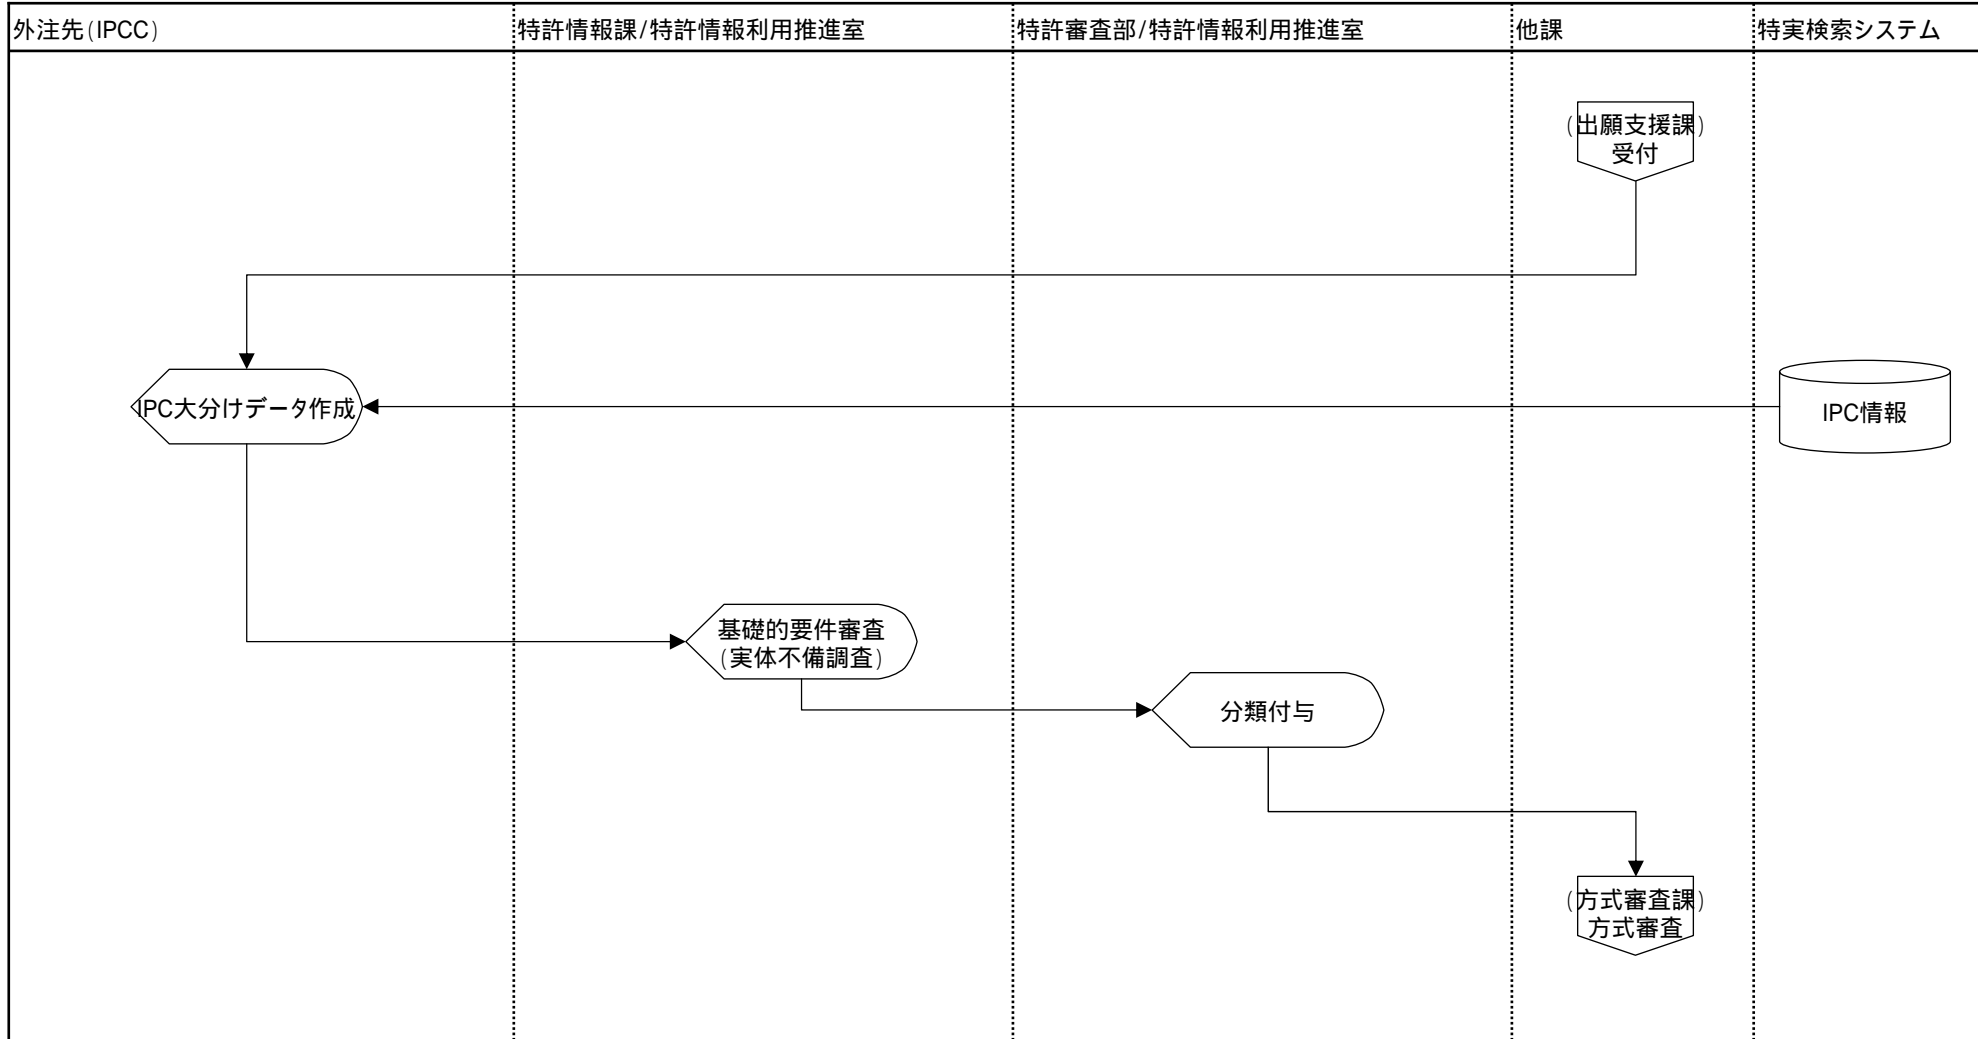 外注先(IPCC)
特許情報課/特許情報利用推進室
特許審査部/特許情報利用推進室
他課
特実検索システム
(出願支援課)
受付
IPC大分けデータ作成
IPC情報
基礎的要件審査
(実体不備調査)
分類付与
(方式審査課)
方式審査